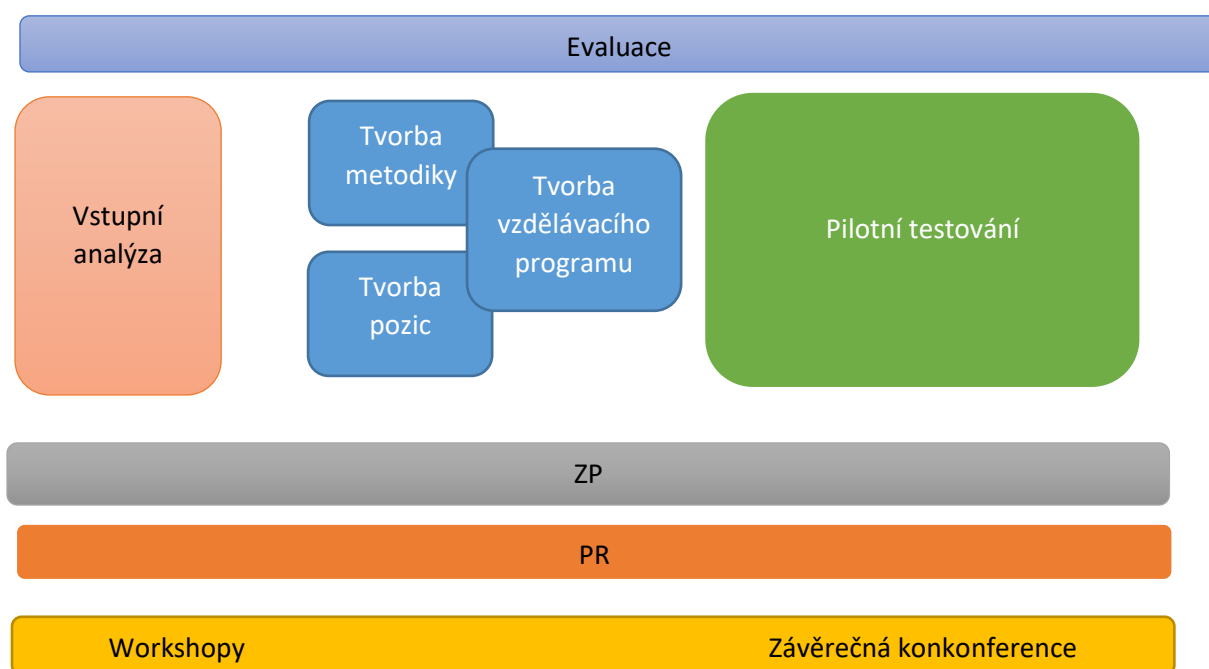 Evaluace
Vstupní
analýza
Tvorba
metodiky
Tvorba
pozic
Tvorba
vzdělávacího
programu
Pilotní testování
ZP
PR
Workshopy
Závěrečná konkonference